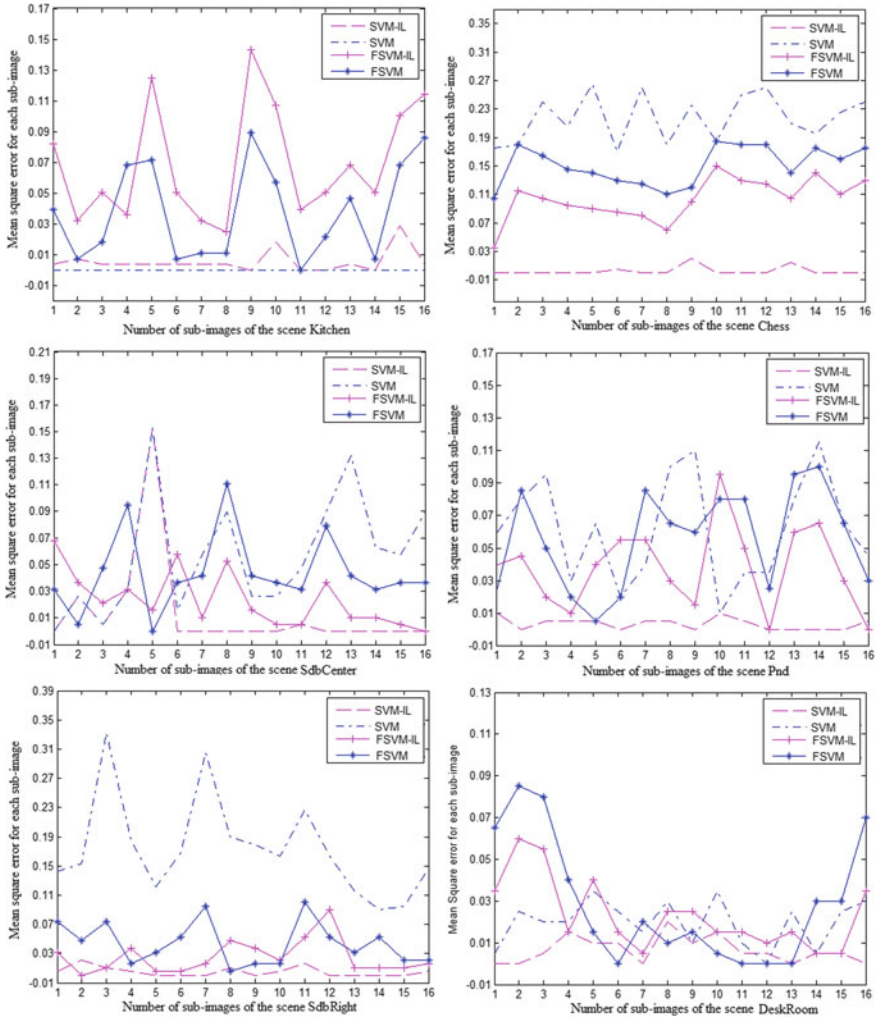 Mean square error for each sub-image
0.17
0.15
0.13
0.11
0.09
0.07
0.05
0.03
0.01
-0.01
SVM-IL
SVM
FSVM-IL
FSVM
1 2 3 4 5 6 7 8 9 10 11 12 13 14 15 16
Number of sub-images of the scene Kitchen
Mean square error for each sub-image
0.35
0.31
0.27
0.23
0.19
0.15
0.11
0.07
0.03
-0.01
SVM-IL
SVM
FSVM-IL
FSVM
1 2 3 4 5 6 7 8 9 10 11 12 13 14 15 16
Number of sub-images of the scene Chess
Mean square error for each sub-image
0.21
0.19
0.17
0.15
0.13
0.11
0.09
0.07
0.05
0.03
0.01
-0.01
SVM-IL
SVM
FSVM-IL
FSVM
1 2 3 4 5 6 7 8 9 10 11 12 13 14 15 16
Number of sub-images of the scene SdbCenter
Mean square error for each sub-image
0.17
0.15
0.13
0.11
0.09
0.07
0.05
0.03
0.01
-0.01
SVM-IL
SVM
FSVM-IL
FSVM
1 2 3 4 5 6 7 8 9 10 11 12 13 14 15 16
Number of sub-images of the scene Pnd
Mean square error for each sub-image
0.39
0.35
0.31
0.27
0.23
0.19
0.15
0.11
0.07
0.03
-0.01
SVM-IL
SVM
FSVM-IL
FSVM
1 2 3 4 5 6 7 8 9 10 11 12 13 14 15 16
Number of sub-images of the scene SdbRight
Mean Square error for each sub-image
0.13
0.11
0.09
0.07
0.05
0.03
0.01
-0.01
SVM-IL
SVM
FSVM-IL
FSVM
1 2 3 4 5 6 7 8 9 10 11 12 13 14 15 16
Number of sub-images of the scene DeskRoom